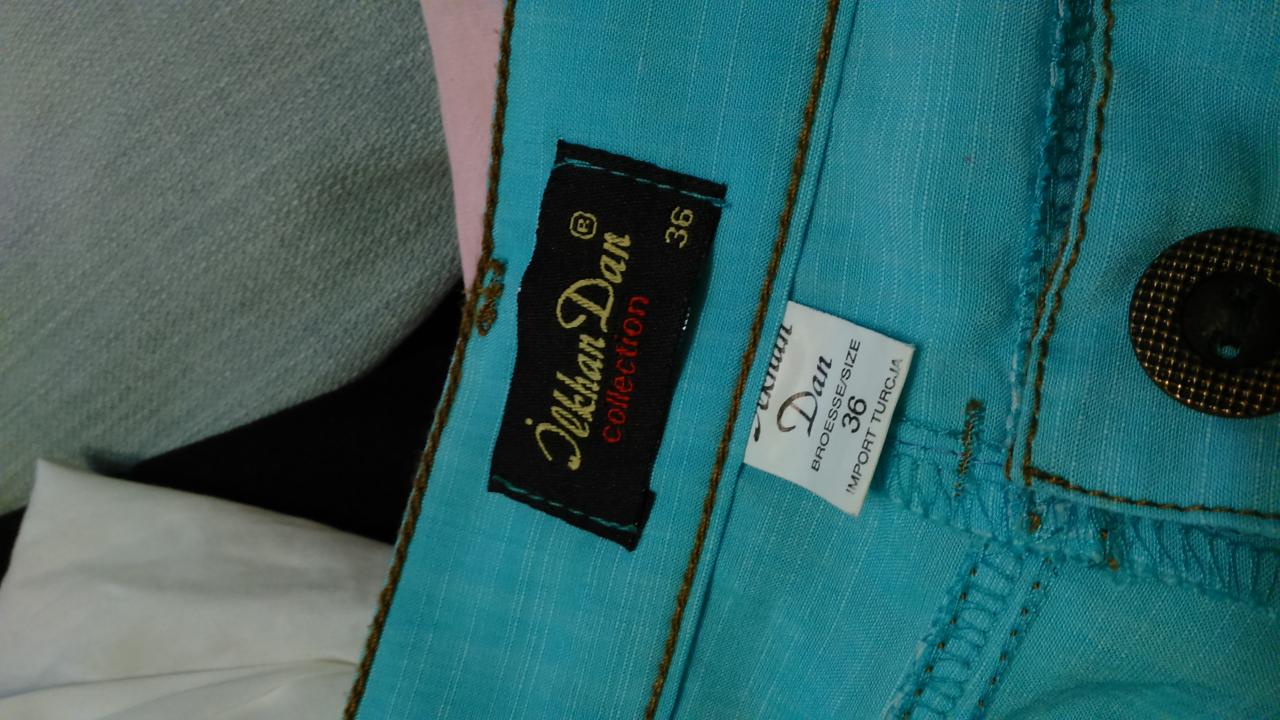 İlkhan Dan ®
collection
36
Dan
BROESSE/SIZE
36
IMPORT TURCJA